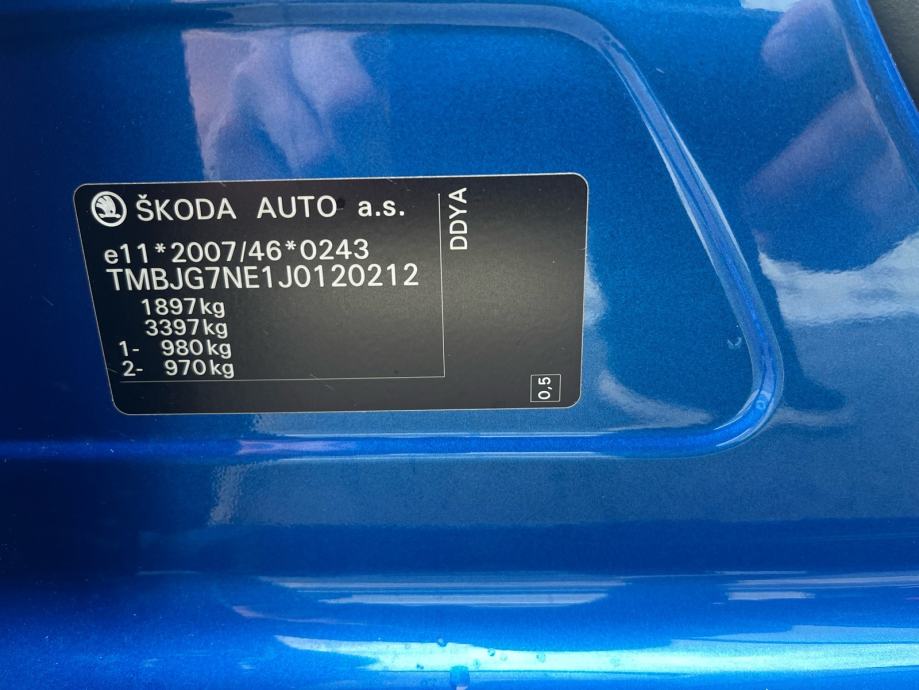 ŠKODA AUTO a.s.
e11*2007/46*0243
TMBJG7NE1J0120212
1897kg
3397kg
1- 980kg
2- 970kg
DDYA
0,5